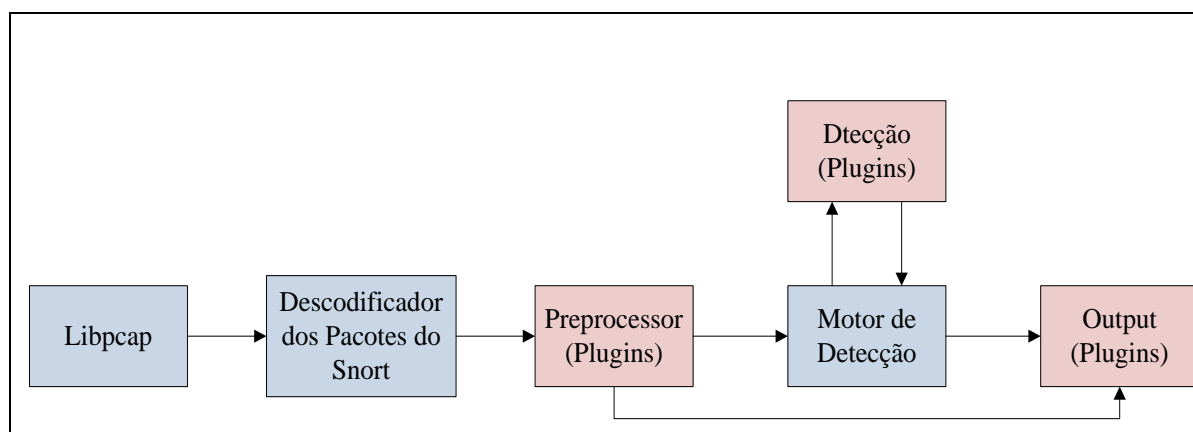 Dtecção
(Plugins)
Libpcap
Descodificador
dos Pacotes do
Snort
Preprocessor
(Plugins)
Motor de
Detecção
Output
(Plugins)